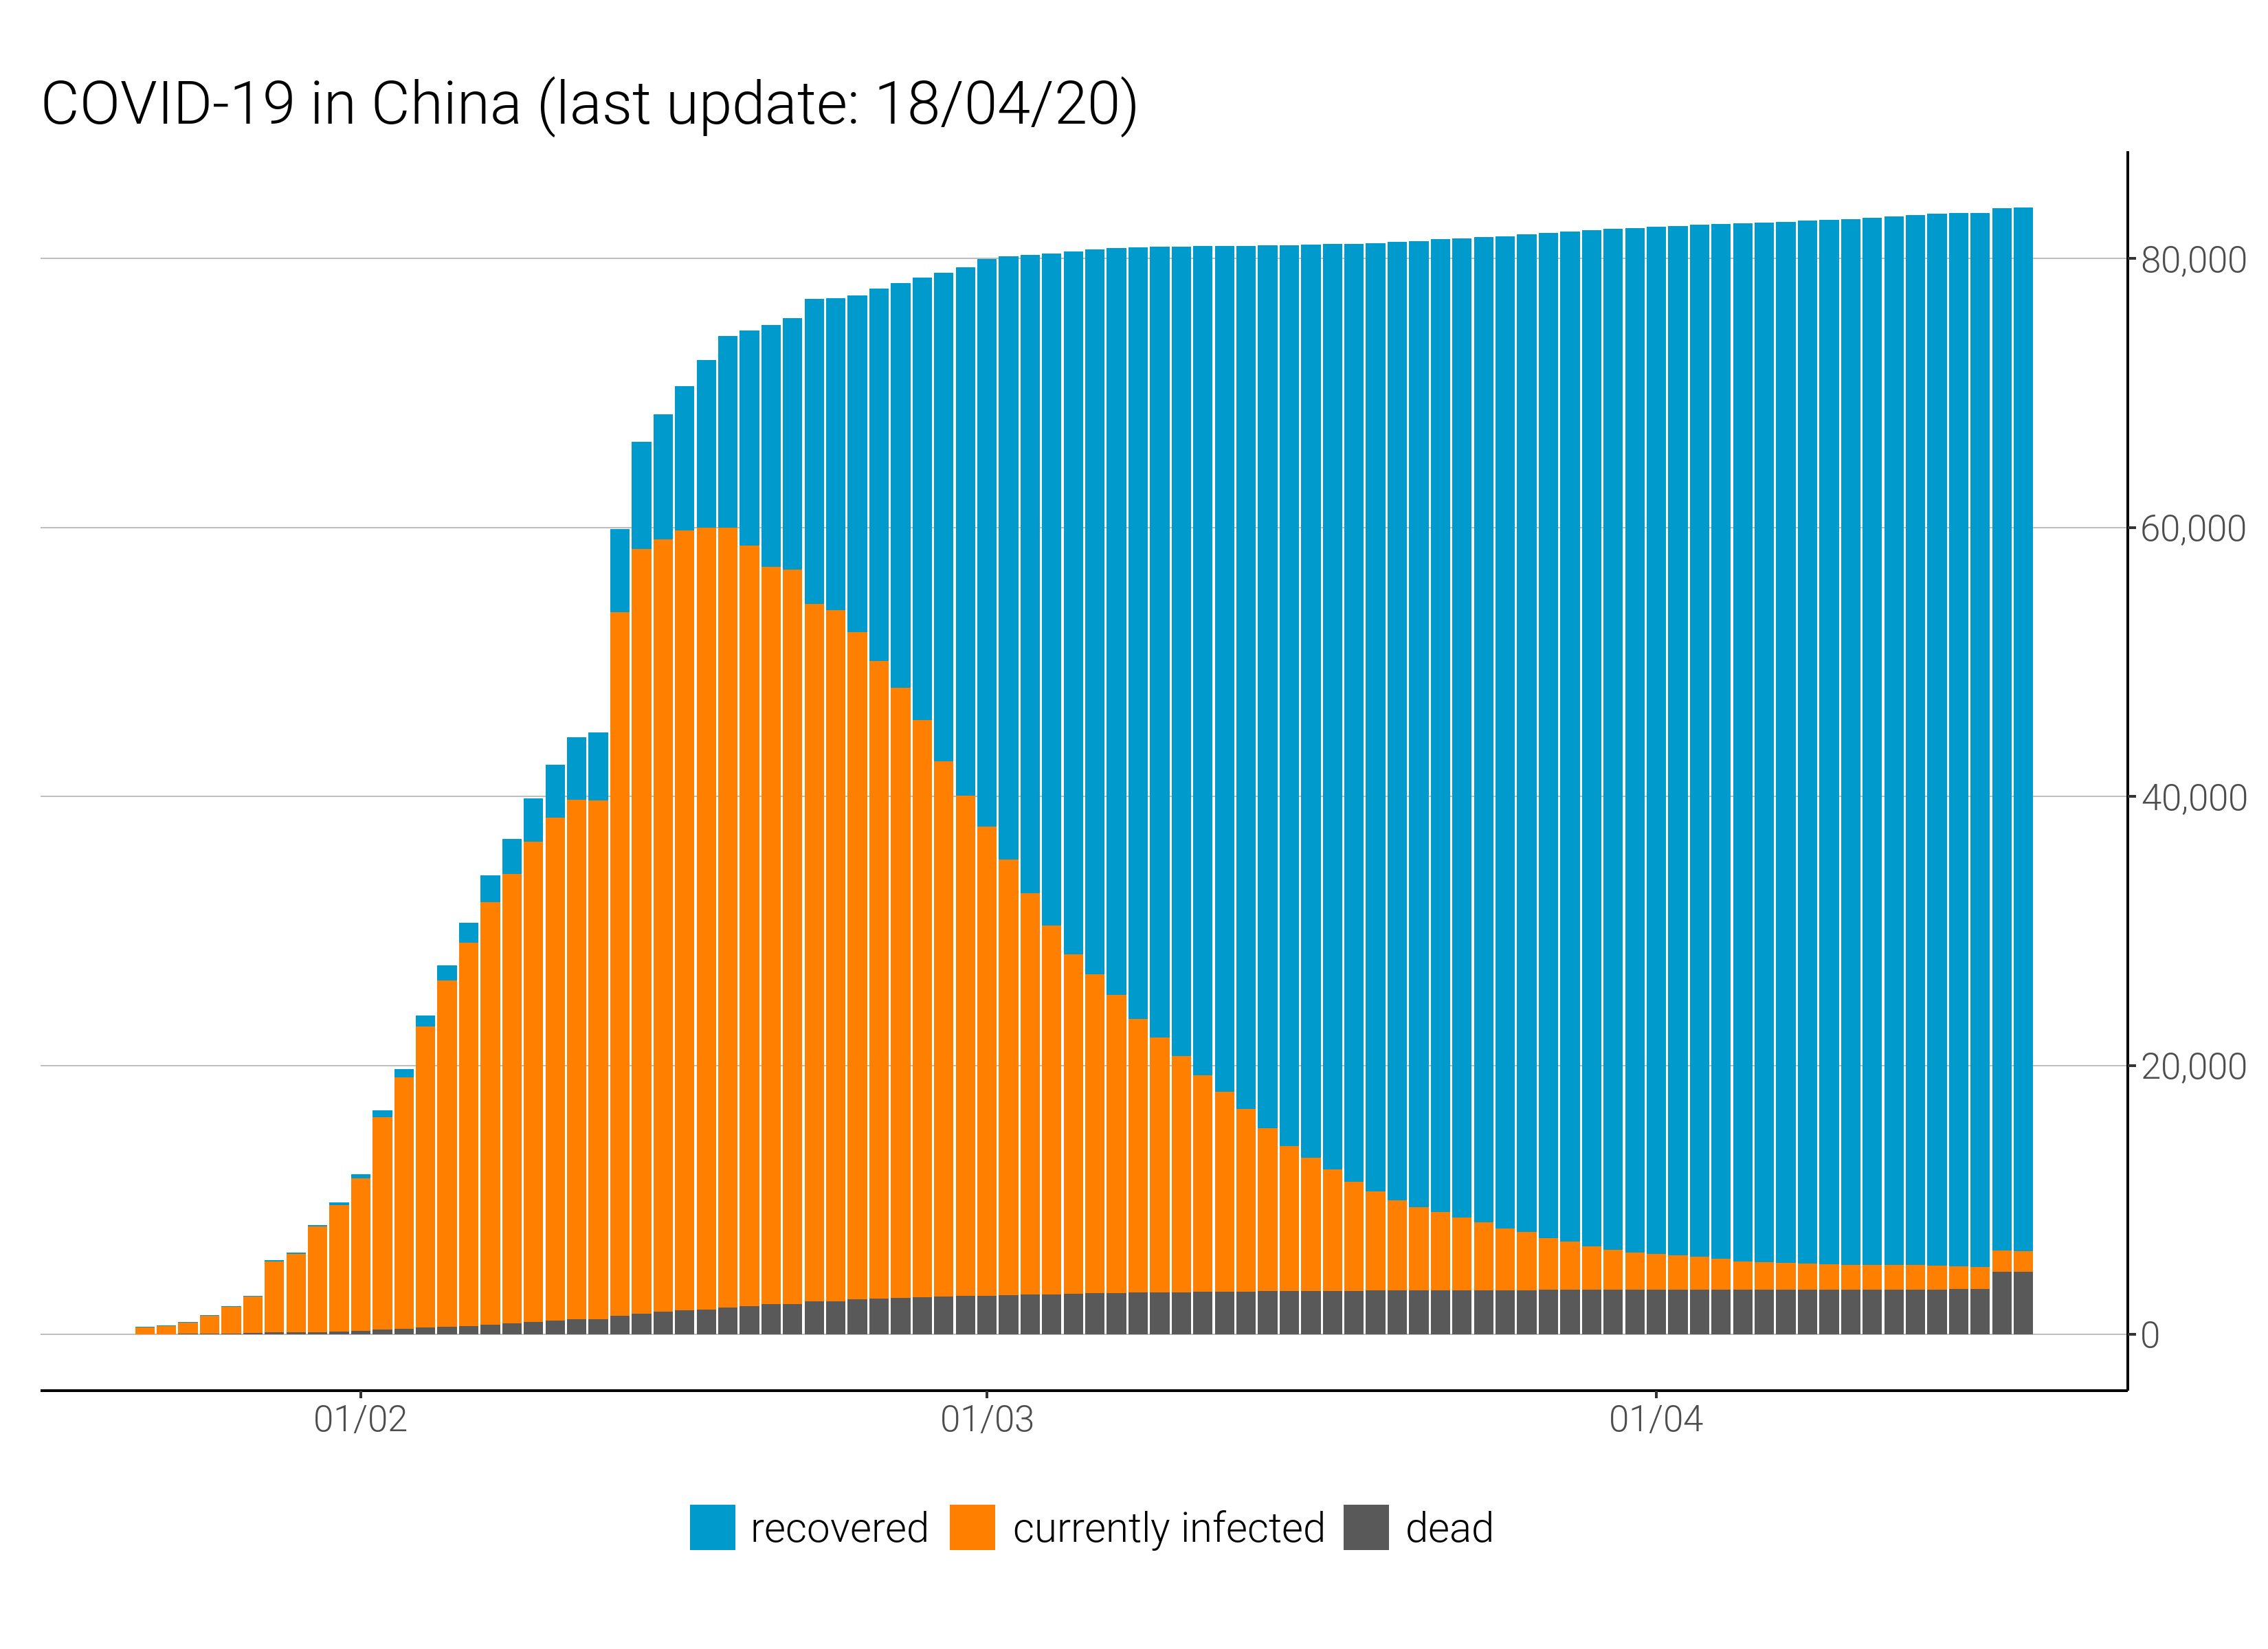 COVID-19 in China (last update: 18/04/20)
80,000
60,000
40,000
20,000
0
01/02 01/03 01/04
recovered currently infected dead